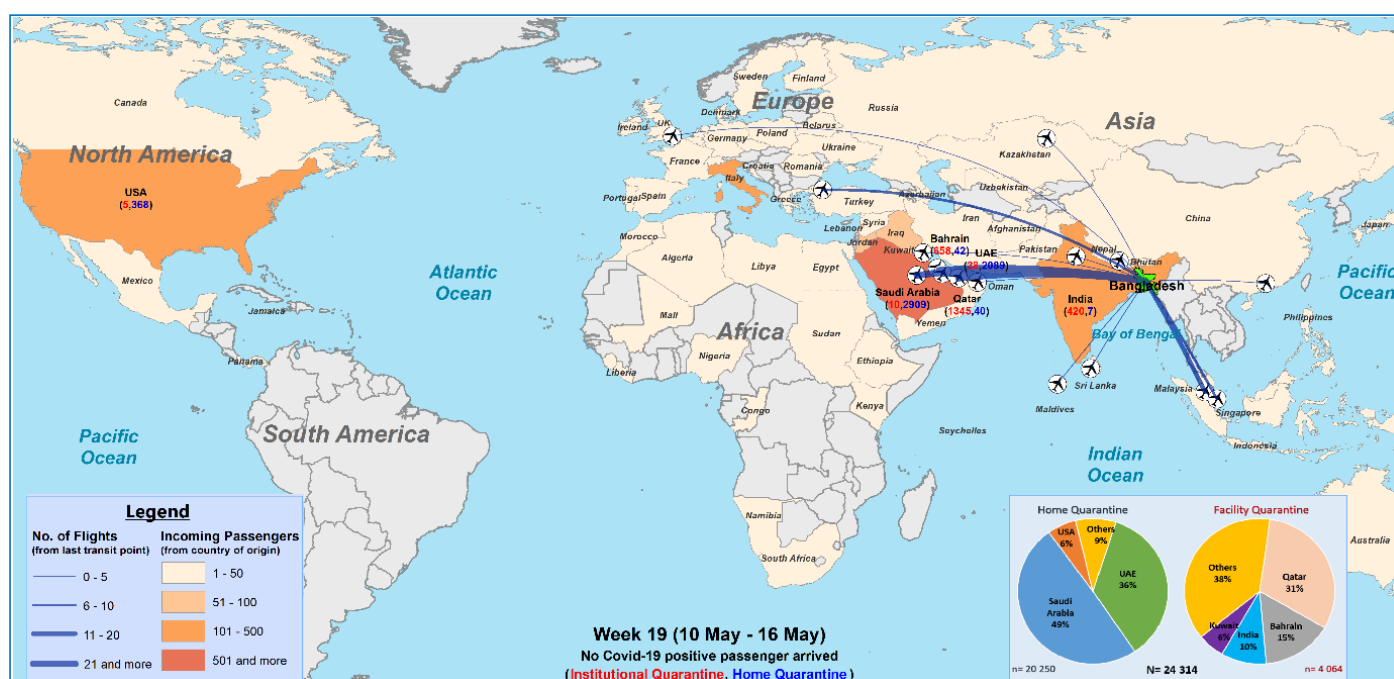 Sweden
Finland
Canada
Europe
Russia
Denmark
Ireland
UK
Belarus
Asia
North America
Germany
Poland
Ukraine
Kazakhstan
France
Croatia
Romania
USA
(5,368)
Italy
Azerbaijan
Uzbekistan
Portugal
Spain
Greece
Turkey
China
Japan
Syria
Iran
Afghanistan
Lebanon
Iraq
Morocco
Jordan
Kuwait
Bahrain
(658,42)
UAE
(28,2089)
Pakistan
Nepal
Bhutan
Mexico
Atlantic
Ocean
Algeria
Libya
Egypt
Pacific
Ocean
Saudi Arabia
(10,2909)
Qatar
(1345,40)
Oman
India
(420,7)
Bangladesh
Jamaica
Mali
Africa
Sudan
Yemen
Bay of Bengal
Philippines
Panama
Liberia
Nigeria
Ethiopia
Sri Lanka
Malaysia
Maldives
Singapore
Congo
Kenya
Pacific
Ocean
South America
Seychelles
Indonesia
Indian
Ocean
Namibia
South Africa
Australia
Legend
No. of Flights
(from last transit point)
0 - 5
6 - 10
11 - 20
21 and more
Incoming Passengers
(from country of origin)
1 - 50
51 - 100
101 - 500
501 and more
Week 19 (10 May - 16 May)
No Covid-19 positive passenger arrived
(Institutional Quarantine, Home Quarantine)
Home Quarantine
USA
6%
Others
9%
UAE
36%
Saudi
Arabia
49%
n= 20 250
N= 24 314
Facility Quarantine
Others
38%
Qatar
31%
Kuwait
6%
India
10%
Bahrain
15%
n= 4 064